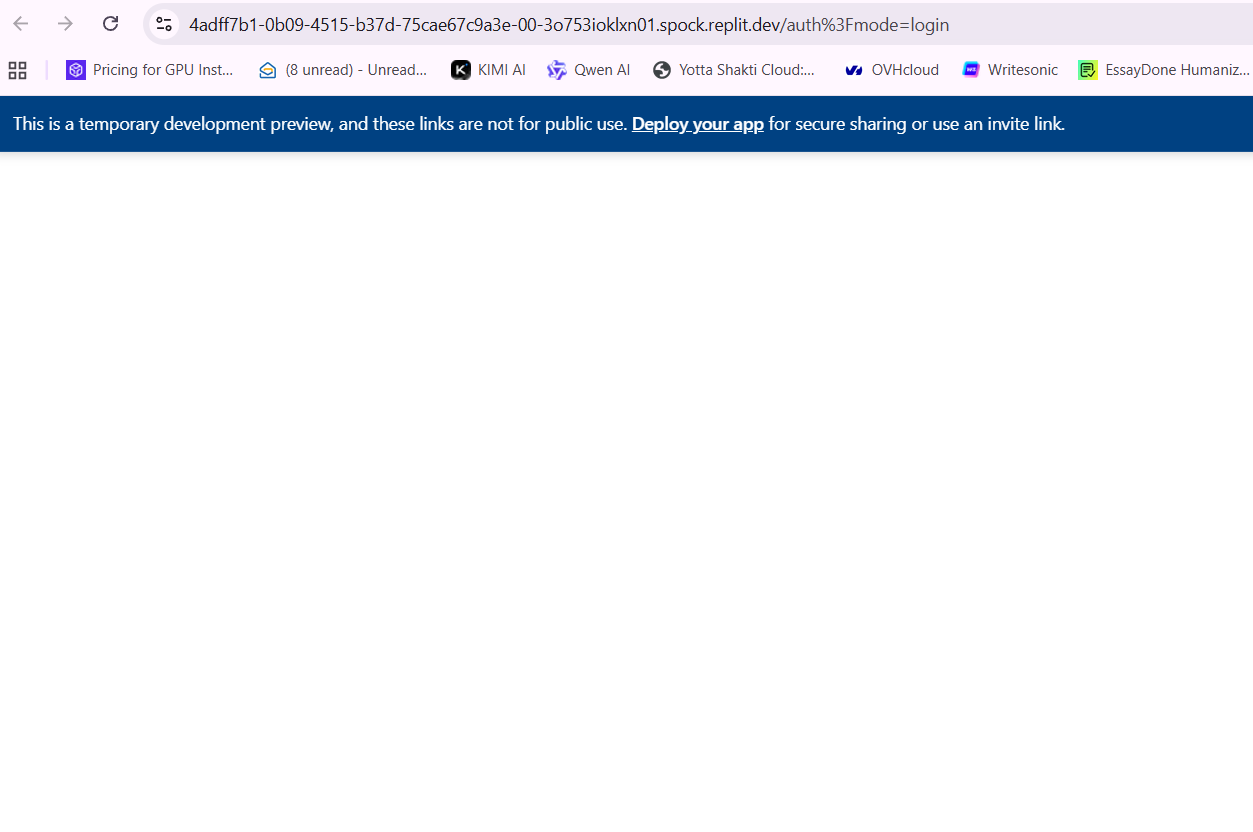 4adff7b1-0b09-4515-b37d-75cae67c9a3e-00-3o753ioklxn01.spock.replit.dev/auth%3Fmode=login
Pricing for GPU Inst... (8 unread) - Unread... KIMI AI Qwen AI Yotta Shakti Cloud:... OVHcloud Writesonic EssayDone Humaniz...
This is a temporary development preview, and these links are not for public use. Deploy your app for secure sharing or use an invite link.